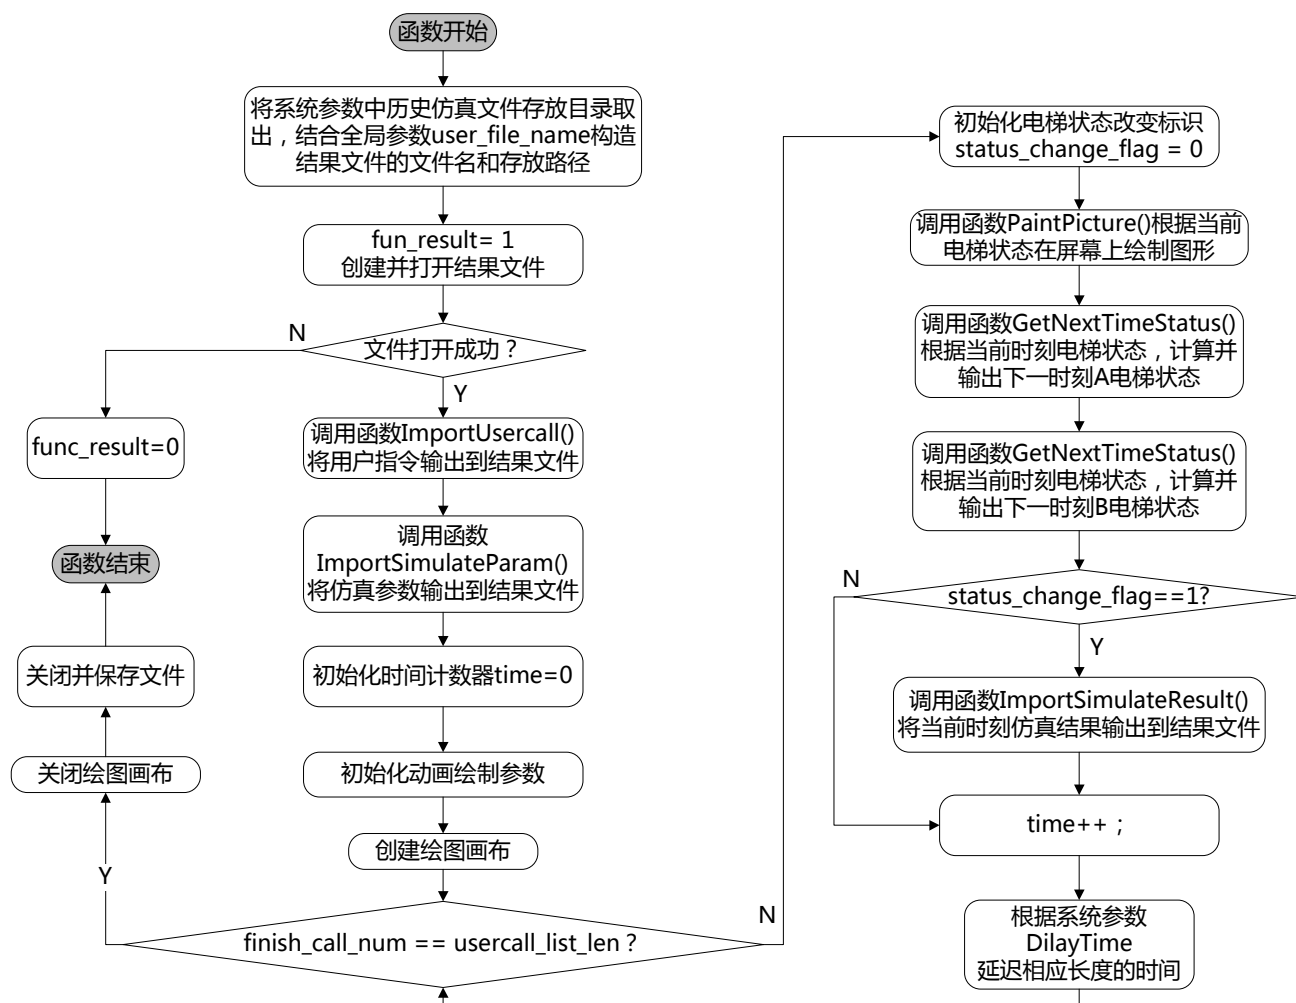 函数开始
将系统参数中历史仿真文件存放目录取
出，结合全局参数user_file_name构造
结果文件的文件名和存放路径
fun_result= 1
创建并打开结果文件
文件打开成功？
N
Y
func_result=0
调用函数ImportUsercall()
将用户指令输出到结果文件
调用函数
ImportSimulateParam()
将仿真参数输出到结果文件
函数结束
初始化时间计数器time=0
关闭并保存文件
初始化动画绘制参数
关闭绘图画布
创建绘图画布
Y
finish_call_num == usercall_list_len？
N
初始化电梯状态改变标识
status_change_flag = 0
调用函数PaintPicture()根据当前
电梯状态在屏幕上绘制图形
调用函数GetNextTimeStatus()
根据当前时刻电梯状态，计算并
输出下一时刻A电梯状态
调用函数GetNextTimeStatus()
根据当前时刻电梯状态，计算并
输出下一时刻B电梯状态
N
status_change_flag==1?
Y
调用函数ImportSimulateResult()
将当前时刻仿真结果输出到结果文件
time++；
根据系统参数
DilayTime
延迟相应长度的时间